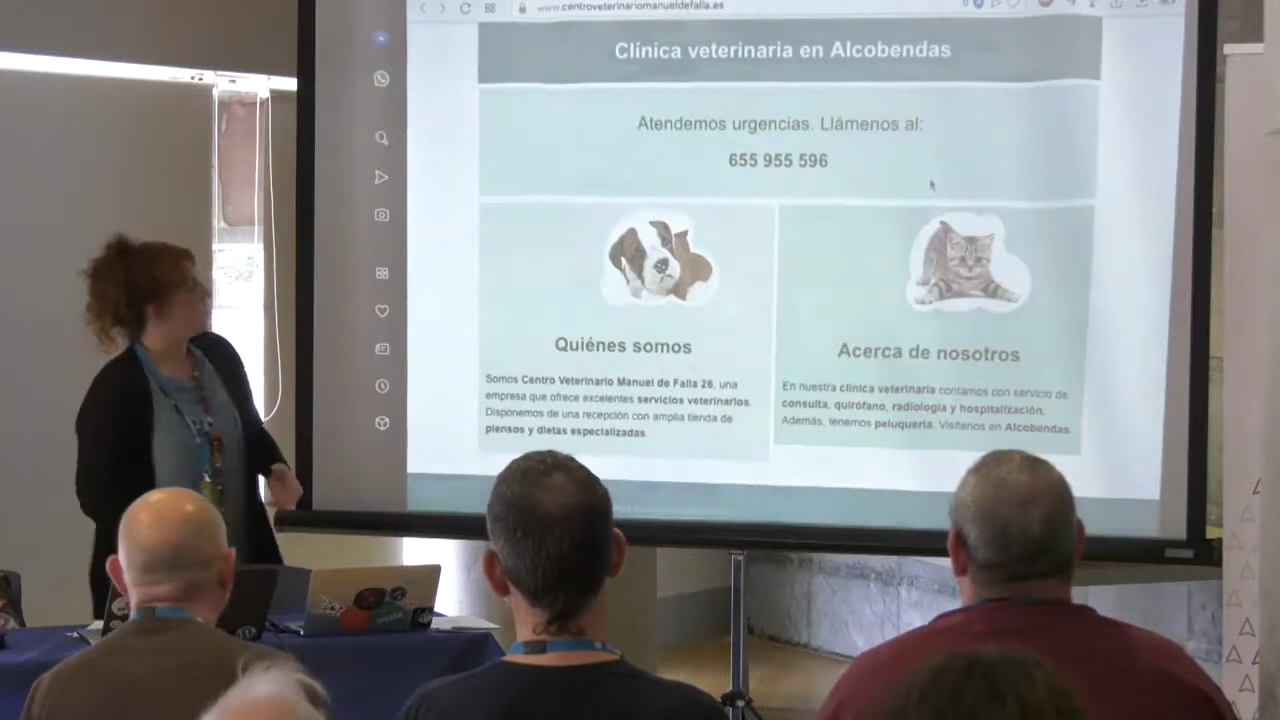 www.centroveterinariomanueldefalla.es
Clínica veterinaria en Alcobendas
Atendemos urgencias. Llámenos al:
655 955 596
Quiénes somos
Somos Centro Veterinario Manuel de Falla 26, una
empresa que ofrece excelentes servicios veterinarios.
Disponemos de una recepción con amplia tienda de
piensos y dietas especializadas.
Acerca de nosotros
En nuestra clínica veterinaria contamos con servicio de
consulta, quirófano, radiología y hospitalización.
Además, tenemos peluquería. Visítenos en Alcobendas.